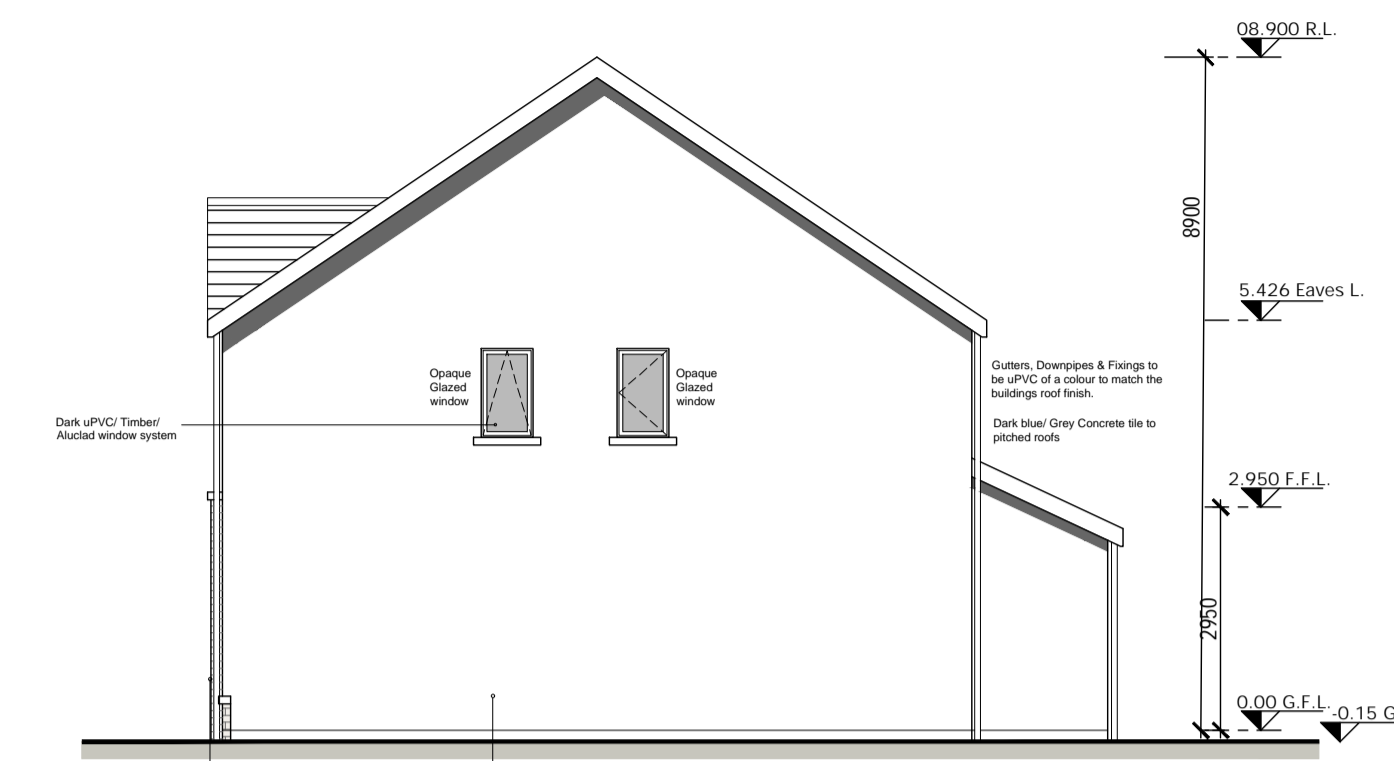 08.900 R.L.
8900
5.426 Eaves L.
Opaque
Glazed
window
Opaque
Glazed
window
Gutters, Downpipes & Fixings to
be uPVC of a colour to match the
buildings roof finish.
Dark uPVC/ Timber/
Aluclad window system
Dark blue/ Grey Concrete tile to
pitched roofs
2.950 F.F.L.
2950
0.00 G.F.L.
-0.15 G